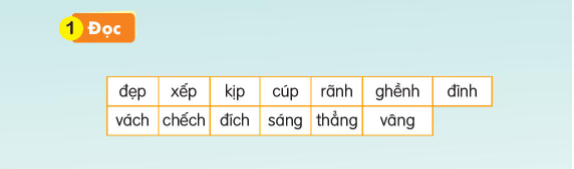 1 Đọc
đẹp xếp kịp cúp rãnh ghềnh đình
vách chếch đích sáng thẳng vâng